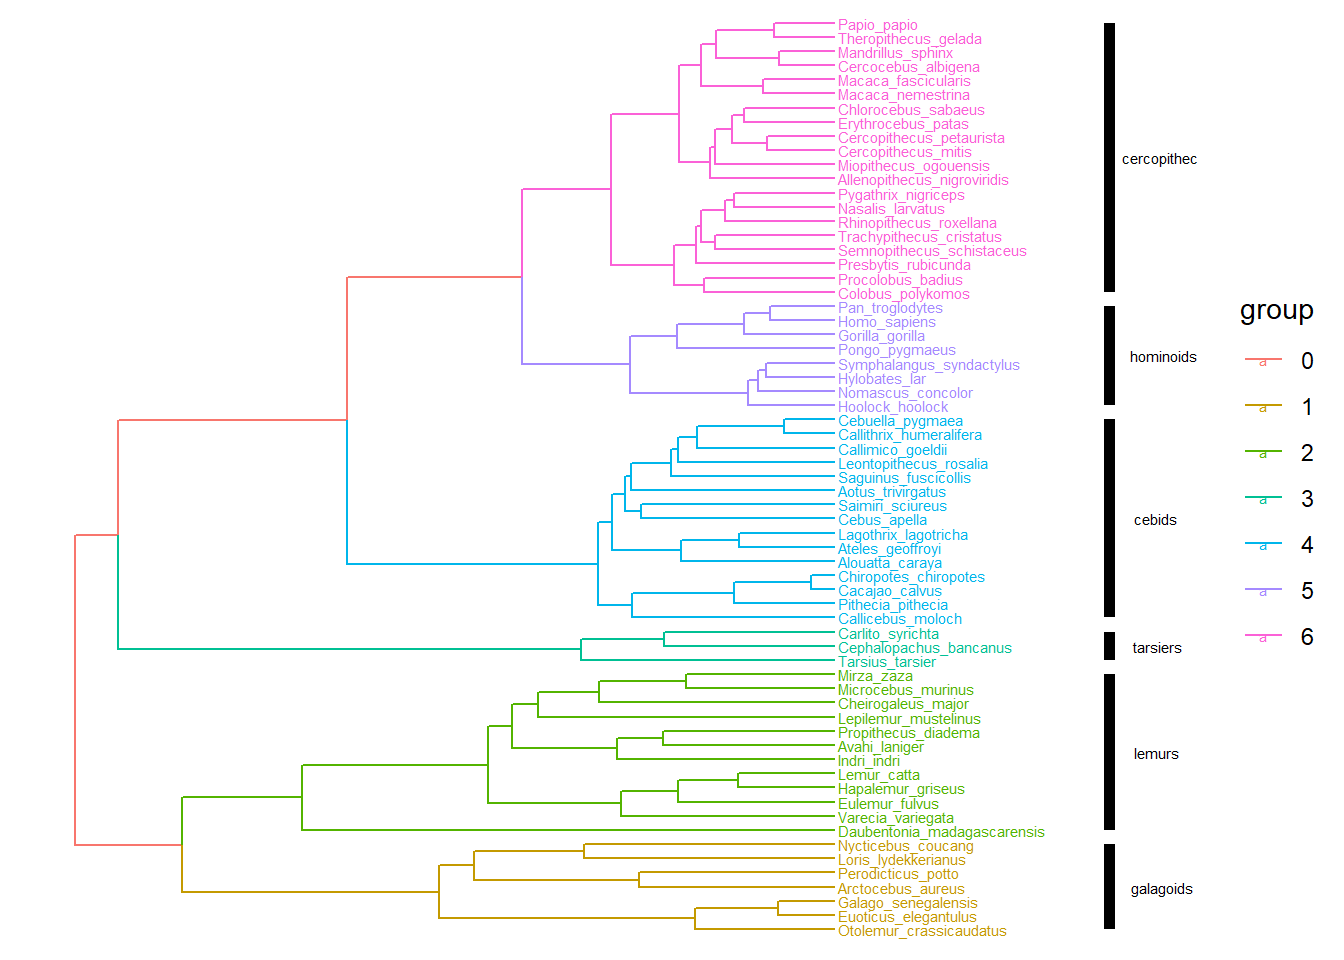 Papio_papio
Theropithecus_gelada
Mandrillus_sphinx
Cercocebus_albigena
Macaca_fascicularis
Macaca_nemestrina
Chlorocebus_sabaeus
Erythrocebus_patas
Cercopithecus_petaurista
Cercopithecus_mitis
Miopithecus_ogouensis
Allenopithecus_nigroviridis
Pygathrix_nigriceps
Nasalis_larvatus
Rhinopithecus_roxellana
Trachypithecus_cristatus
Semnopithecus_schistaceus
Presbytis_rubicunda
Procolobus_badius
Colobus_polykomos
Pan_troglodytes
Homo_sapiens
Gorilla_gorilla
Pongo_pygmaeus
Symphalangus_syndactylus
Hylobates_lar
Nomascus_concolor
Hoolock_hoolock
Cebuella_pygmaea
Callithrix_humeralifera
Callimico_goeldii
Leontopithecus_rosalia
Saguinus_fuscicollis
Aotus_trivirgatus
Saimiri_sciureus
Cebus_apella
Lagothrix_lagotricha
Ateles_geoffroyi
Alouatta_caraya
Chiropotes_chiropotes
Cacajao_calvus
Pithecia_pithecia
Callicebus_moloch
Carlito_syrichta
Cephalopachus_bancanus
Tarsius_tarsier
Mirza_zaza
Microcebus_murinus
Cheirogaleus_major
Lepilemur_mustelinus
Propithecus_diadema
Avahi_laniger
Indri_indri
Lemur_catta
Hapalemur_griseus
Eulemur_fulvus
Varecia_variegata
Daubentonia_madagascarensis
Nycticebus_coucang
Loris_lydekkerianus
Perodicticus_potto
Arctocebus_aureus
Galago_senegalensis
Euoticus_elegantulus
Otolemur_crassicaudatus
cercopithec
hominoids
cebids
tarsiers
lemurs
galagoids
group
a 0
a 1
a 2
a 3
a 4
a 5
a 6